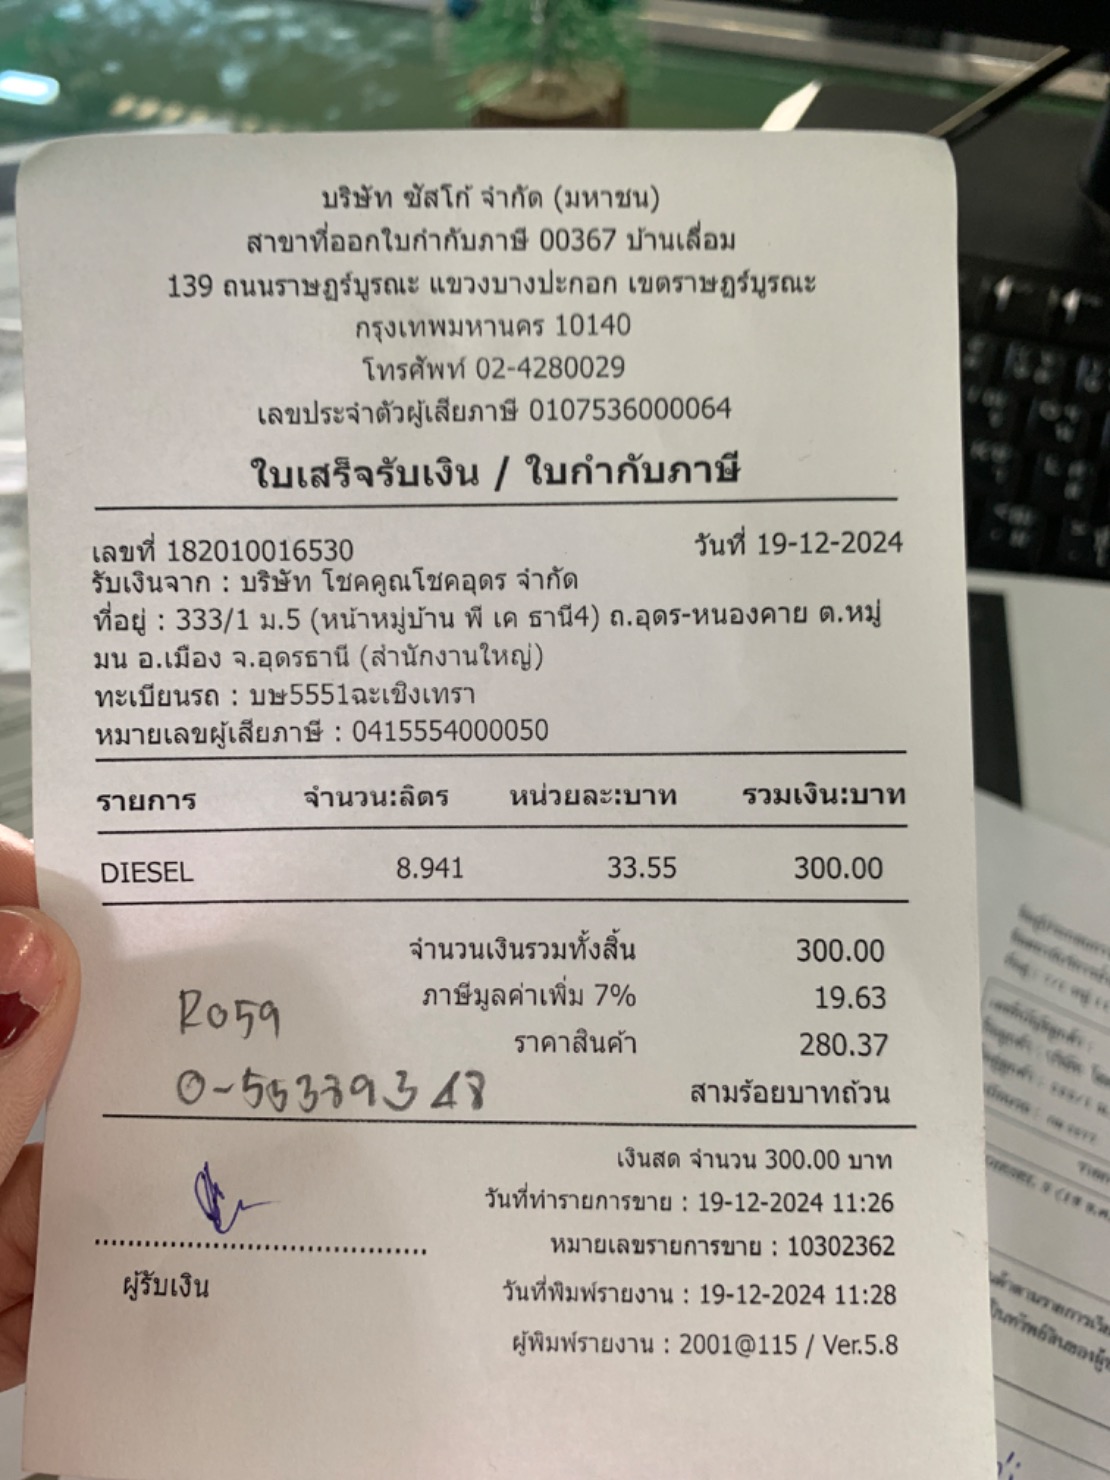 บริษัท ซัสโก้ จำกัด (มหาชน)
สาขาที่ออกใบกำกับภาษี 00367 บ้านเลื่อม
139 ถนนราษฎร์บูรณะ แขวงบางปะกอก เขตราษฎร์บูรณะ
กรุงเทพมหานคร 10140
โทรศัพท์ 02-4280029
เลขประจำตัวผู้เสียภาษี 0107536000064
ใบเสร็จรับเงิน / ใบกำกับภาษี
เลขที่ 182010016530 วันที่ 19-12-2024
รับเงินจาก : บริษัท โชคคูณโชคอุดร จำกัด
ที่อยู่ : 333/1 ม.5 (หน้าหมู่บ้าน พี เค ธานี4) ถ.อุดร-หนองคาย ต.หมู่
มน อ.เมือง จ.อุดรธานี (สำนักงานใหญ่)
ทะเบียนรถ : บษ5551ฉะเชิงเทรา
หมายเลขผู้เสียภาษี : 0415554000050
รายการ จำนวน:ลิตร หน่วยละ:บาท รวมเงิน:บาท
DIESEL 8.941 33.55 300.00
จำนวนเงินรวมทั้งสิ้น 300.00
ภาษีมูลค่าเพิ่ม 7% 19.63
R059
ราคาสินค้า 280.37
สามร้อยบาทถ้วน
เงินสด จำนวน 300.00 บาท
วันที่ทำรายการขาย : 19-12-2024 11:26
หมายเลขรายการขาย : 10302362
ผู้รับเงิน
วันที่พิมพ์รายงาน : 19-12-2024 11:28
ผู้พิมพ์รายงาน : 2001@115 / Ver.5.8